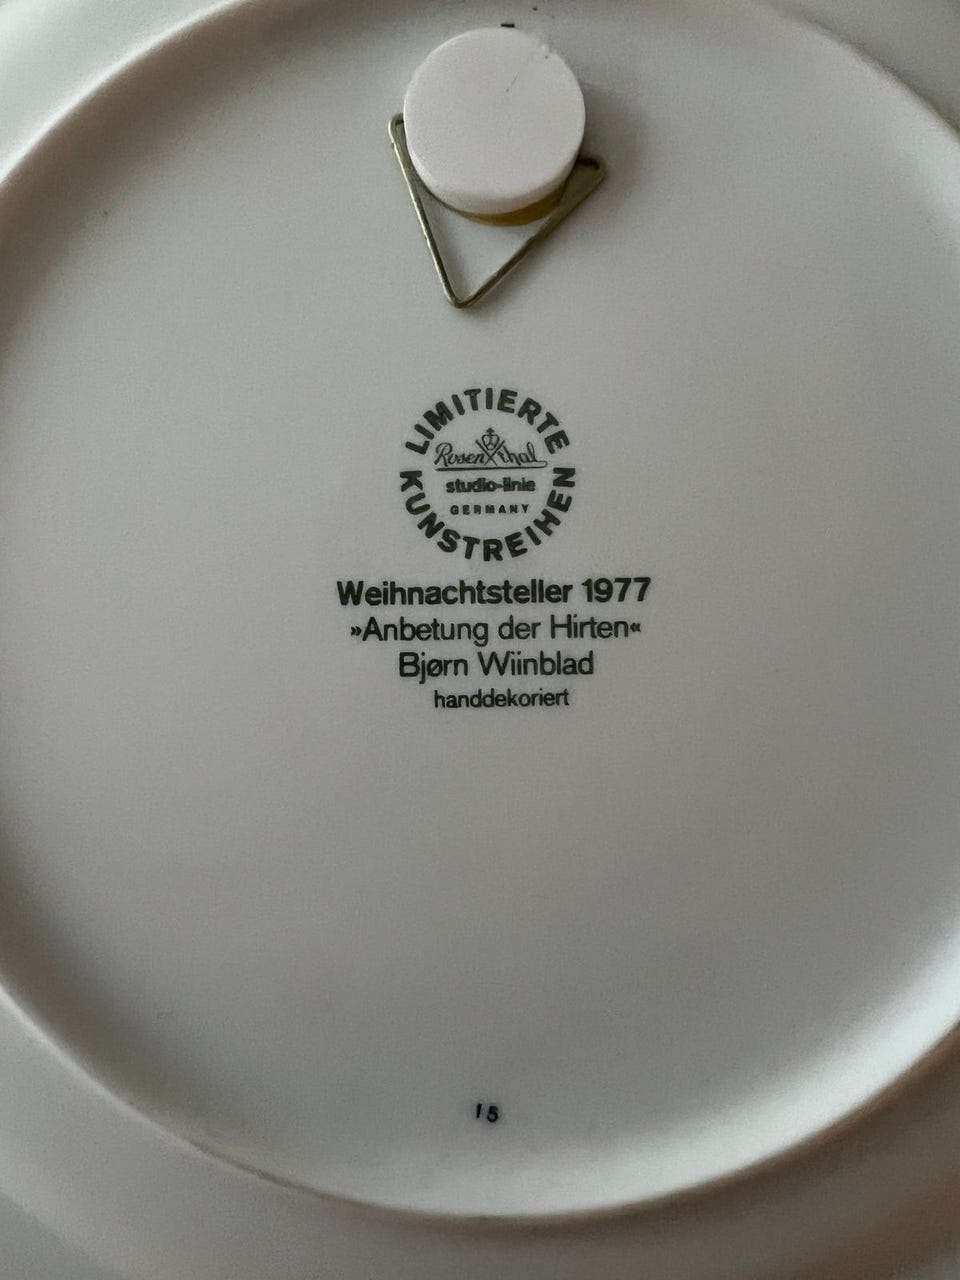 LIMITIERTE
Rosenthal
studio-linie
GERMANY
KUNSTREIHEN
Weihnachtsteller 1977
»Anbetung der Hirten«
Bjørn Wiinblad
handdekoriert
15